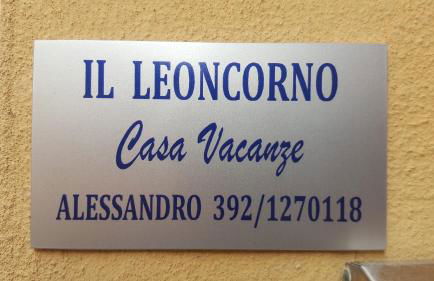 IL LEONCORNO
Casa Vacanze
ALESSANDRO 392/1270118